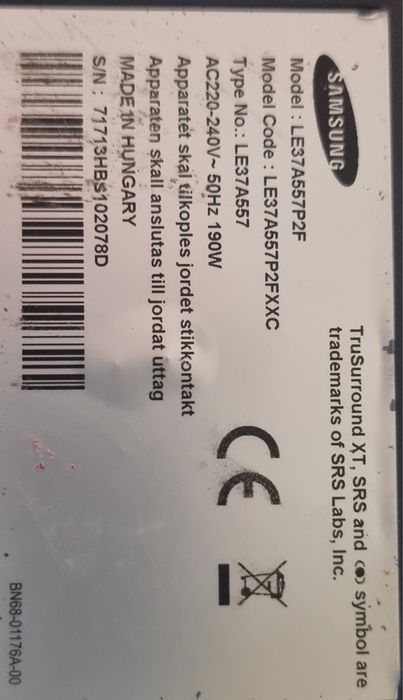 SAMSUNG
TruSurround XT, SRS and (●) symbol are
trademarks of SRS Labs, Inc.
Model : LE37A557P2F
Model Code : LE37A557P2FXXC
Type No.: LE37A557
AC220-240V~ 50Hz 190W
Apparatet skal tilkoples jordet stikkontakt
Apparaten skall anslutas till jordat uttag
MADE IN HUNGARY
S/N : 71713HBS102078D
CE
BN68-01176A-00